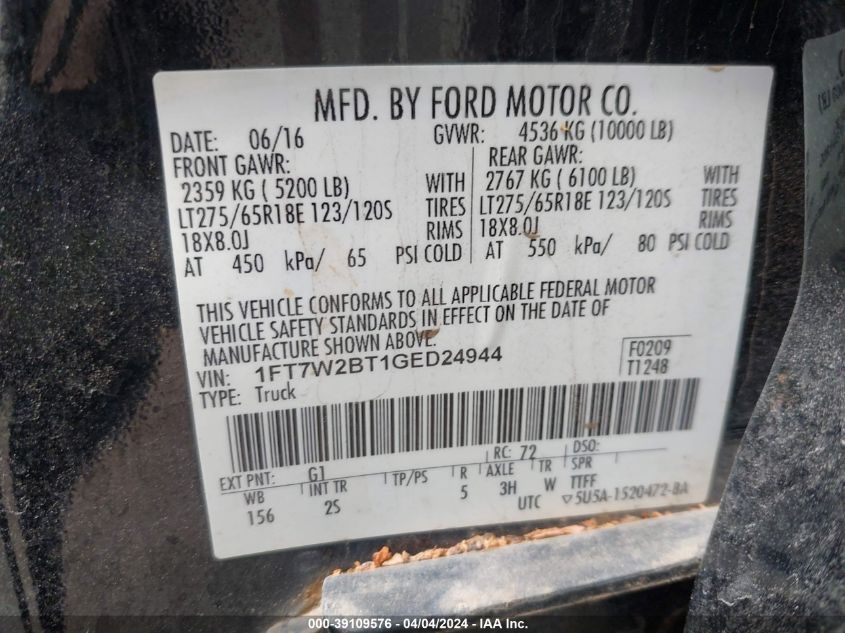 MFD. BY FORD MOTOR CO.
DATE: 06/16 GVWR: 4536 KG (10000 LB)
FRONT GAWR: REAR GAWR:
2359 KG ( 5200 LB) WITH 2767 KG ( 6100 LB) WITH
LT275/65R18E 123/120S TIRES LT275/65R18E 123/120S TIRES
18X8.0J RIMS 18X8.0J RIMS
AT 450 kPa/ 65 PSI COLD AT 550 kPa/ 80 PSI COLD
THIS VEHICLE CONFORMS TO ALL APPLICABLE FEDERAL MOTOR
VEHICLE SAFETY STANDARDS IN EFFECT ON THE DATE OF
MANUFACTURE SHOWN ABOVE.
VIN: 1FT7W2BT1GED24944 F0209
TYPE: Truck T1248
EXT PNT: G1 RC: 72 DSO:
WB INT TR TP/PS R AXLE TR SPR
156 2S 5 3H W TTFF
UTC ▽5U5A-1520472-BA
000-39109576 - 04/04/2024 - IAAI Inc.